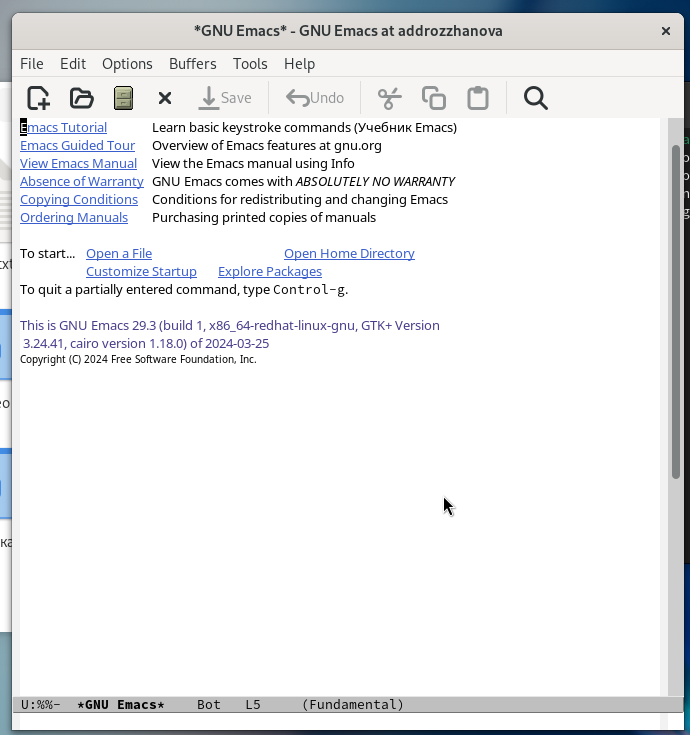 *GNU Emacs* - GNU Emacs at addrozzhanova
File Edit Options Buffers Tools Help
Save Undo
Emacs Tutorial Learn basic keystroke commands (Учебник Emacs)
Emacs Guided Tour Overview of Emacs features at gnu.org
View Emacs Manual View the Emacs manual using Info
Absence of Warranty GNU Emacs comes with ABSOLUTELY NO WARRANTY
Copying Conditions Conditions for redistributing and changing Emacs
Ordering Manuals Purchasing printed copies of manuals
To start... Open a File Open Home Directory
Customize Startup Explore Packages
To quit a partially entered command, type Control-g.
This is GNU Emacs 29.3 (build 1, x86_64-redhat-linux-gnu, GTK+ Version
3.24.41, cairo version 1.18.0) of 2024-03-25
Copyright (C) 2024 Free Software Foundation, Inc.
U:%%- *GNU Emacs* Bot L5 (Fundamental)